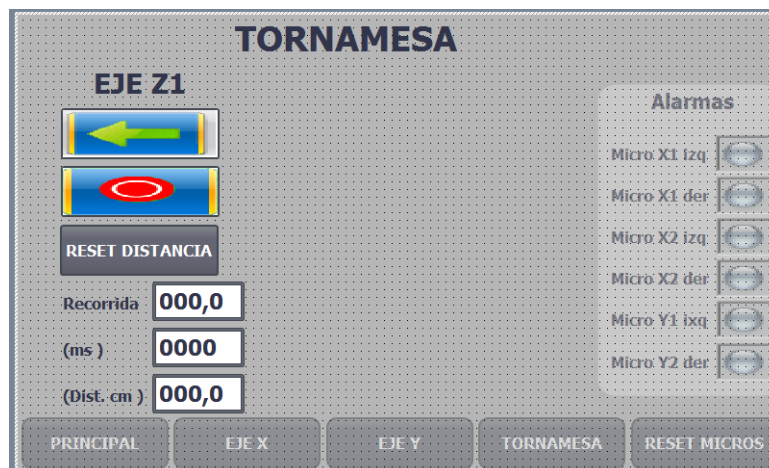 TORNAMESA
EJE Z1
RESET DISTANCIA
Recorrida 000,0
(ms ) 0000
(Dist. cm ) 000,0
Alarmas
Micro X1 izq
Micro X1 der
Micro X2 izq
Micro X2 der
Micro Y1 ixq
Micro Y2 der
PRINCIPAL EJE X EJE Y TORNAMESA RESET MICROS